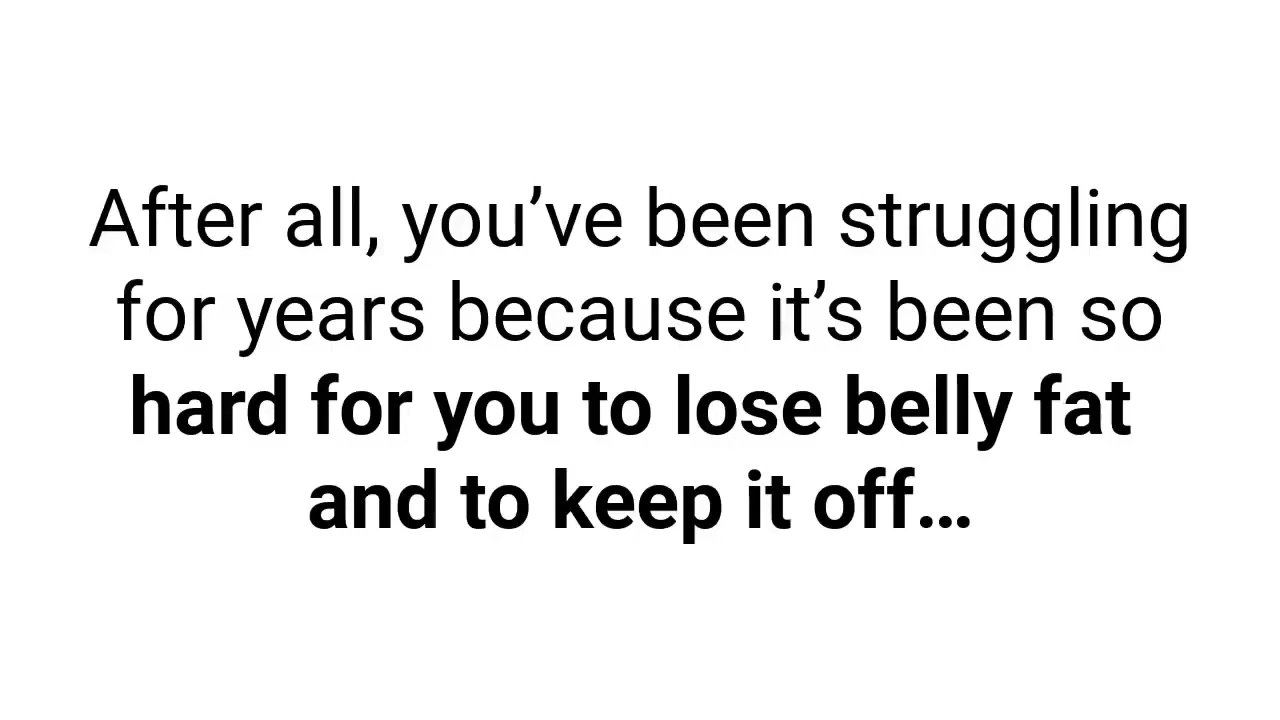 After all, you’ve been struggling
for years because it’s been so
hard for you to lose belly fat
and to keep it off…